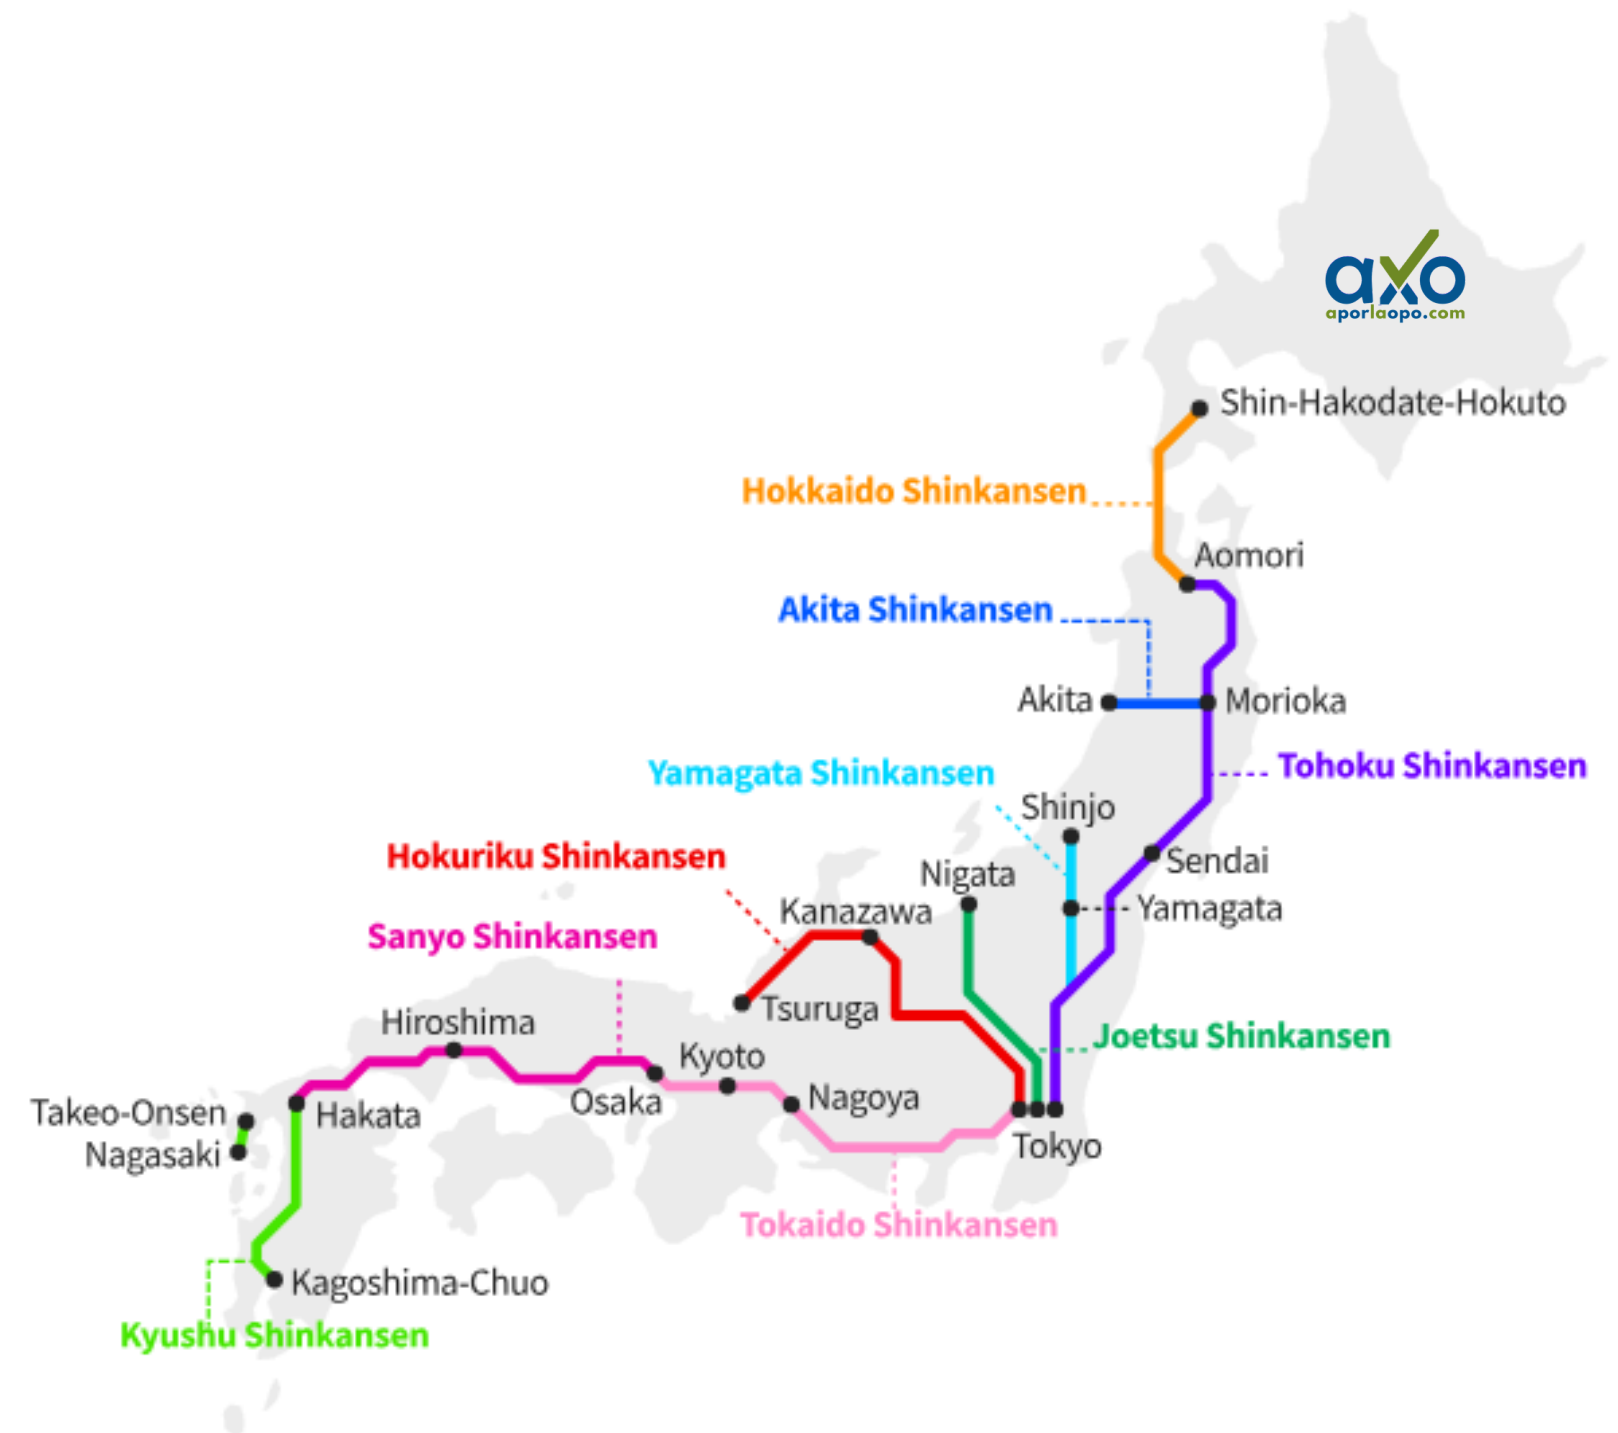 axo
aporlaopo.com
Shin-Hakodate-Hokuto
Hokkaido Shinkansen
Aomori
Akita Shinkansen
Akita
Morioka
Tohoku Shinkansen
Yamagata Shinkansen
Shinjo
Sendai
Hokuriku Shinkansen
Nigata
Yamagata
Kanazawa
Sanyo Shinkansen
Tsuruga
Hiroshima
Joetsu Shinkansen
Kyoto
Osaka
Nagoya
Takeo-Onsen
Hakata
Nagasaki
Tokyo
Tokaido Shinkansen
Kagoshima-Chuo
Kyushu Shinkansen